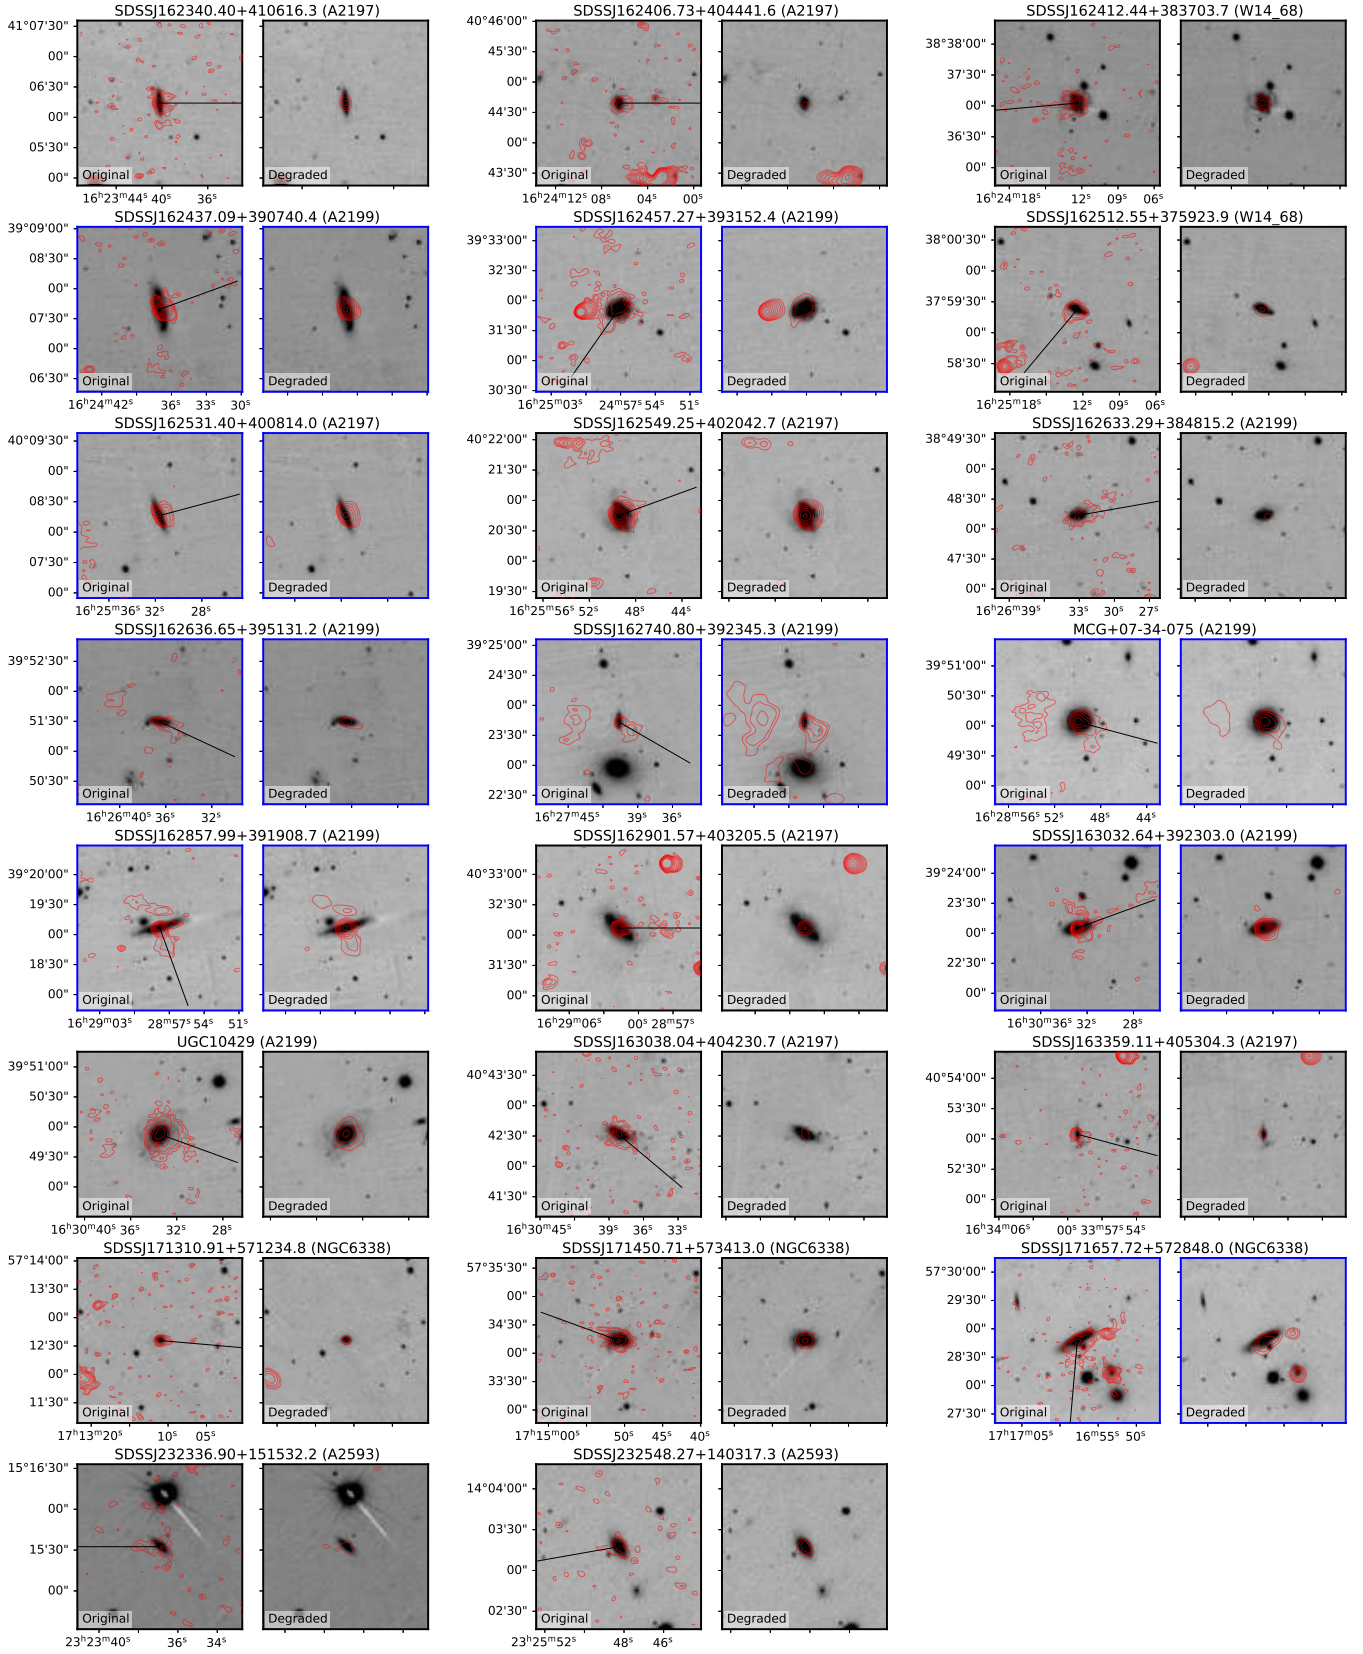 SDSSJ162340.40+410616.3 (A2197)
41°07'30"
00"
06'30"
00"
05'30"
00"
Original
Degraded
16ʰ23ᵐ44ˢ 40ˢ 36ˢ
SDSSJ162406.73+404441.6 (A2197)
40°46'00"
45'30"
00"
44'30"
00"
43'30"
Original
Degraded
16ʰ24ᵐ12ˢ 08ˢ 04ˢ 00ˢ
SDSSJ162412.44+383703.7 (W14_68)
38°38'00"
37'30"
00"
36'30"
00"
Original
Degraded
16ʰ24ᵐ18ˢ 12ˢ 09ˢ 06ˢ
SDSSJ162437.09+390740.4 (A2199)
39°09'00"
08'30"
00"
07'30"
00"
06'30"
Original
Degraded
16ʰ24ᵐ42ˢ 36ˢ 33ˢ 30ˢ
SDSSJ162457.27+393152.4 (A2199)
39°33'00"
32'30"
00"
31'30"
00"
30'30"
Original
Degraded
16ʰ25ᵐ03ˢ 24ᵐ57ˢ 54ˢ 51ˢ
SDSSJ162512.55+375923.9 (W14_68)
38°00'30"
00"
37°59'30"
00"
58'30"
Original
Degraded
16ʰ25ᵐ18ˢ 12ˢ 09ˢ 06ˢ
SDSSJ162531.40+400814.0 (A2197)
40°09'30"
00"
08'30"
00"
07'30"
00"
Original
Degraded
16ʰ25ᵐ36ˢ 32ˢ 28ˢ
SDSSJ162549.25+402042.7 (A2197)
40°22'00"
21'30"
00"
20'30"
00"
19'30"
Original
Degraded
16ʰ25ᵐ56ˢ 52ˢ 48ˢ 44ˢ
SDSSJ162633.29+384815.2 (A2199)
38°49'30"
00"
48'30"
00"
47'30"
00"
Original
Degraded
16ʰ26ᵐ39ˢ 33ˢ 30ˢ 27ˢ
SDSSJ162636.65+395131.2 (A2199)
39°52'30"
00"
51'30"
00"
50'30"
Original
Degraded
16ʰ26ᵐ40ˢ 36ˢ 32ˢ
SDSSJ162740.80+392345.3 (A2199)
39°25'00"
24'30"
00"
23'30"
00"
22'30"
Original
Degraded
16ʰ27ᵐ45ˢ 39ˢ 36ˢ
MCG+07-34-075 (A2199)
39°51'00"
50'30"
00"
49'30"
00"
Original
Degraded
16ʰ28ᵐ56ˢ 52ˢ 48ˢ 44ˢ
SDSSJ162857.99+391908.7 (A2199)
39°20'00"
19'30"
00"
18'30"
00"
Original
Degraded
16ʰ29ᵐ03ˢ 28ᵐ57ˢ 54ˢ 51ˢ
SDSSJ162901.57+403205.5 (A2197)
40°33'00"
32'30"
00"
31'30"
00"
Original
Degraded
16ʰ29ᵐ06ˢ 00ˢ 28ᵐ57ˢ
SDSSJ163032.64+392303.0 (A2199)
39°24'00"
23'30"
00"
22'30"
00"
Original
Degraded
16ʰ30ᵐ36ˢ 32ˢ 28ˢ
UGC10429 (A2199)
39°51'00"
50'30"
00"
49'30"
00"
Original
Degraded
16ʰ30ᵐ40ˢ 36ˢ 32ˢ 28ˢ
SDSSJ163038.04+404230.7 (A2197)
40°43'30"
00"
42'30"
00"
41'30"
Original
Degraded
16ʰ30ᵐ45ˢ 39ˢ 36ˢ 33ˢ
SDSSJ163359.11+405304.3 (A2197)
40°54'00"
53'30"
00"
52'30"
00"
Original
Degraded
16ʰ34ᵐ06ˢ 00ˢ 33ᵐ57ˢ 54ˢ
SDSSJ171310.91+571234.8 (NGC6338)
57°14'00"
13'30"
00"
12'30"
00"
11'30"
Original
Degraded
17ʰ13ᵐ20ˢ 10ˢ 05ˢ
SDSSJ171450.71+573413.0 (NGC6338)
57°35'30"
00"
34'30"
00"
33'30"
00"
Original
Degraded
17ʰ15ᵐ00ˢ 50ˢ 45ˢ 40ˢ
SDSSJ171657.72+572848.0 (NGC6338)
57°30'00"
29'30"
00"
28'30"
00"
27'30"
Original
Degraded
17ʰ17ᵐ05ˢ 16ᵐ55ˢ 50ˢ
SDSSJ232336.90+151532.2 (A2593)
15°16'30"
00"
15'30"
00"
Original
Degraded
23ʰ23ᵐ40ˢ 36ˢ 34ˢ
SDSSJ232548.27+140317.3 (A2593)
14°04'00"
03'30"
00"
02'30"
Original
Degraded
23ʰ25ᵐ52ˢ 48ˢ 46ˢ